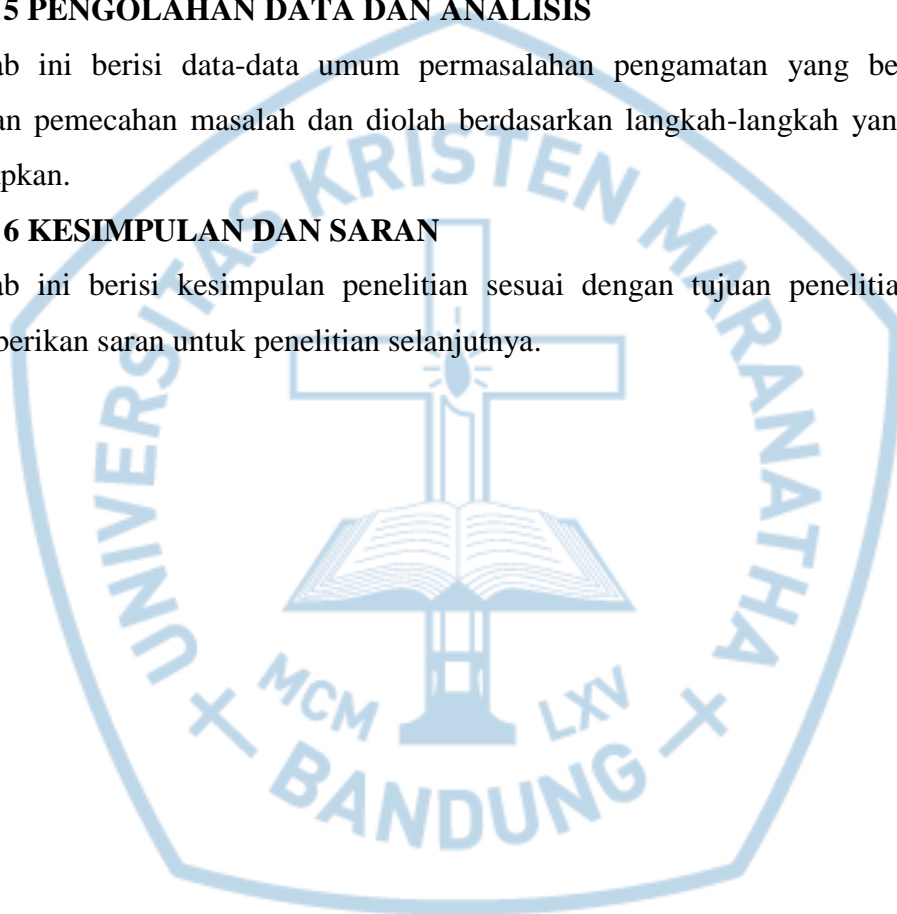 5 PENGOLAHAN DATA DAN ANALISIS
ab ini berisi data-data umum permasalahan pengamatan yang be
an pemecahan masalah dan diolah berdasarkan langkah-langkah yan
pkan.
6 KESIMPULAN DAN SARAN
ab ini berisi kesimpulan penelitian sesuai dengan tujuan penelitia
berikan saran untuk penelitian selanjutnya.
UNIVERSITAS KRISTEN MARANATHA
MCM LXV
BANDUNG